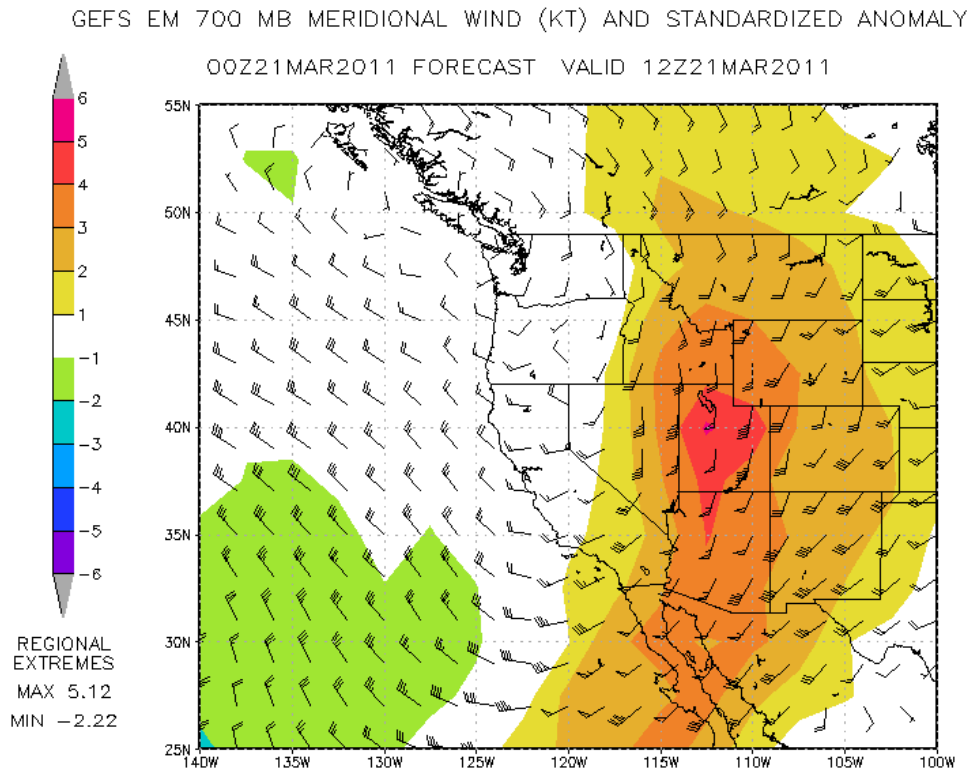 GEFS EM 700 MB MERIDIONAL WIND (KT) AND STANDARDIZED ANOMALY
00Z21MAR2011 FORECAST VALID 12Z21MAR2011
6
5
4
3
2
1
-1
-2
-3
-4
-5
-6
REGIONAL
EXTREMES
MAX 5.12
MIN -2.22
55N
50N
45N
40N
35N
30N
25N
140W 135W 130W 125W 120W 115W 110W 105W 100W